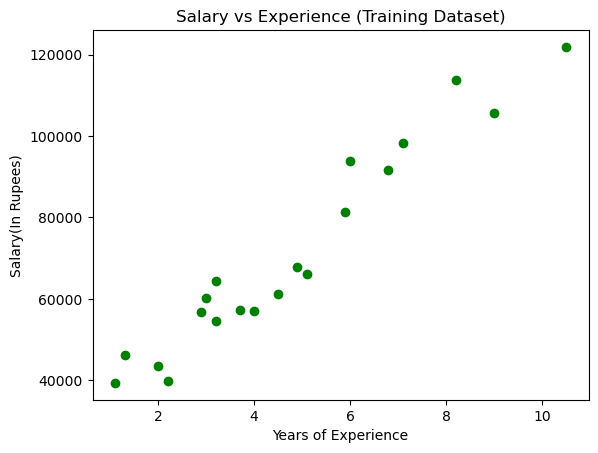 Salary vs Experience (Training Dataset)
120000
100000
80000
60000
40000
Salary(In Rupees)
2 4 6 8 10
Years of Experience